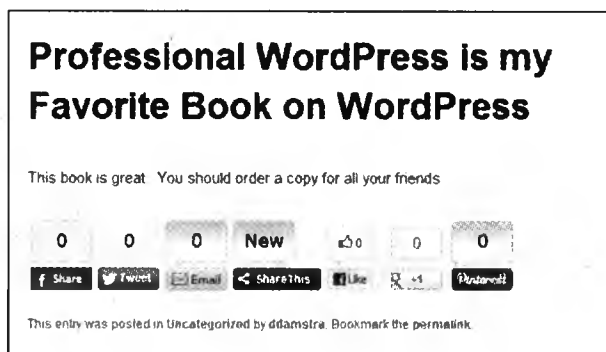 Professional WordPress is my
Favorite Book on WordPress
This book is great You should order a copy for all your friends
0 0 0 New 0 0 0
Share Tweet Email ShareThis Like +1 Pinterest
This entry was posted in Uncategorized by ddamstra. Bookmark the permalink.